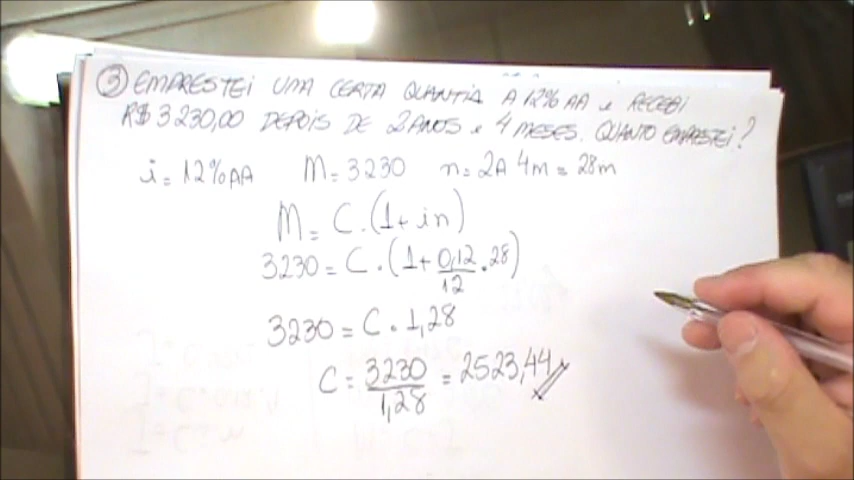 3 EMPRESTEI UMA CERTA QUANTIA A 12% AA e RECEBI
R$ 3230,00 DEPOIS DE 2 ANOS e 4 MESES. QUANTO EMPRESTEI?
i = 12% AA M = 3230 n = 2A 4m = 28m
M = C . (1 + in)
3230 = C . (1 + 0,12/12 . 28)
3230 = C . 1,28
C = 3230/1,28 = 2523,44